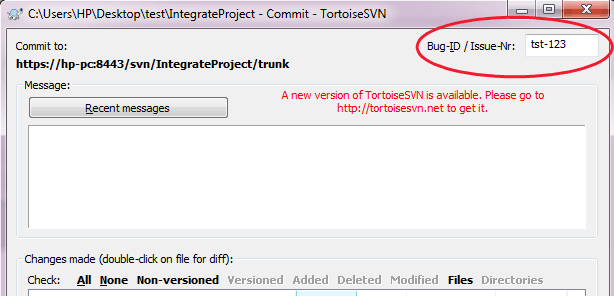 C:\Users\HP\Desktop\test\IntegrateProject - Commit - TortoiseSVN
Commit to:
Bug-ID / Issue-Nr: tst-123
https://hp-pc:8443/svn/IntegrateProject/trunk
Message:
Recent messages
A new version of TortoiseSVN is available. Please go to
http://tortoisesvn.net to get it.
Changes made (double-click on file for diff):
Check: All None Non-versioned Versioned Added Deleted Modified Files Directories